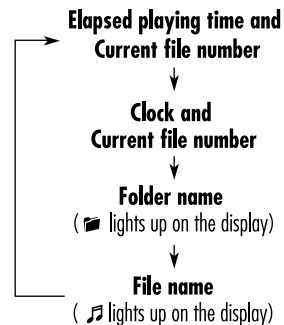 Elapsed playing time and
Current file number
Clock and
Current file number
Folder name
( lights up on the display)
File name
( lights up on the display)